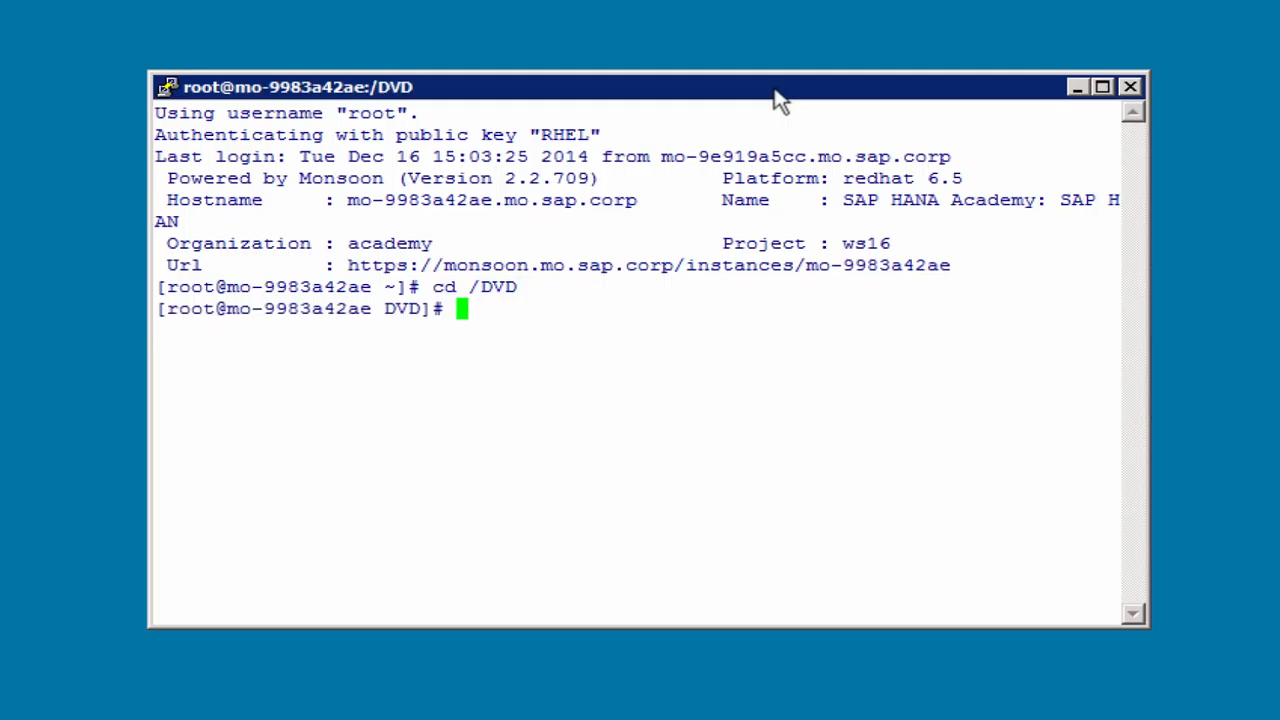 root@mo-9983a42ae:/DVD
Using username "root".
Authenticating with public key "RHEL"
Last login: Tue Dec 16 15:03:25 2014 from mo-9e919a5cc.mo.sap.corp
Powered by Monsoon (Version 2.2.709) Platform: redhat 6.5
Hostname : mo-9983a42ae.mo.sap.corp Name : SAP HANA Academy: SAP H
AN
Organization : academy Project : ws16
Url : https://monsoon.mo.sap.corp/instances/mo-9983a42ae
[root@mo-9983a42ae ~]# cd /DVD
[root@mo-9983a42ae DVD]#